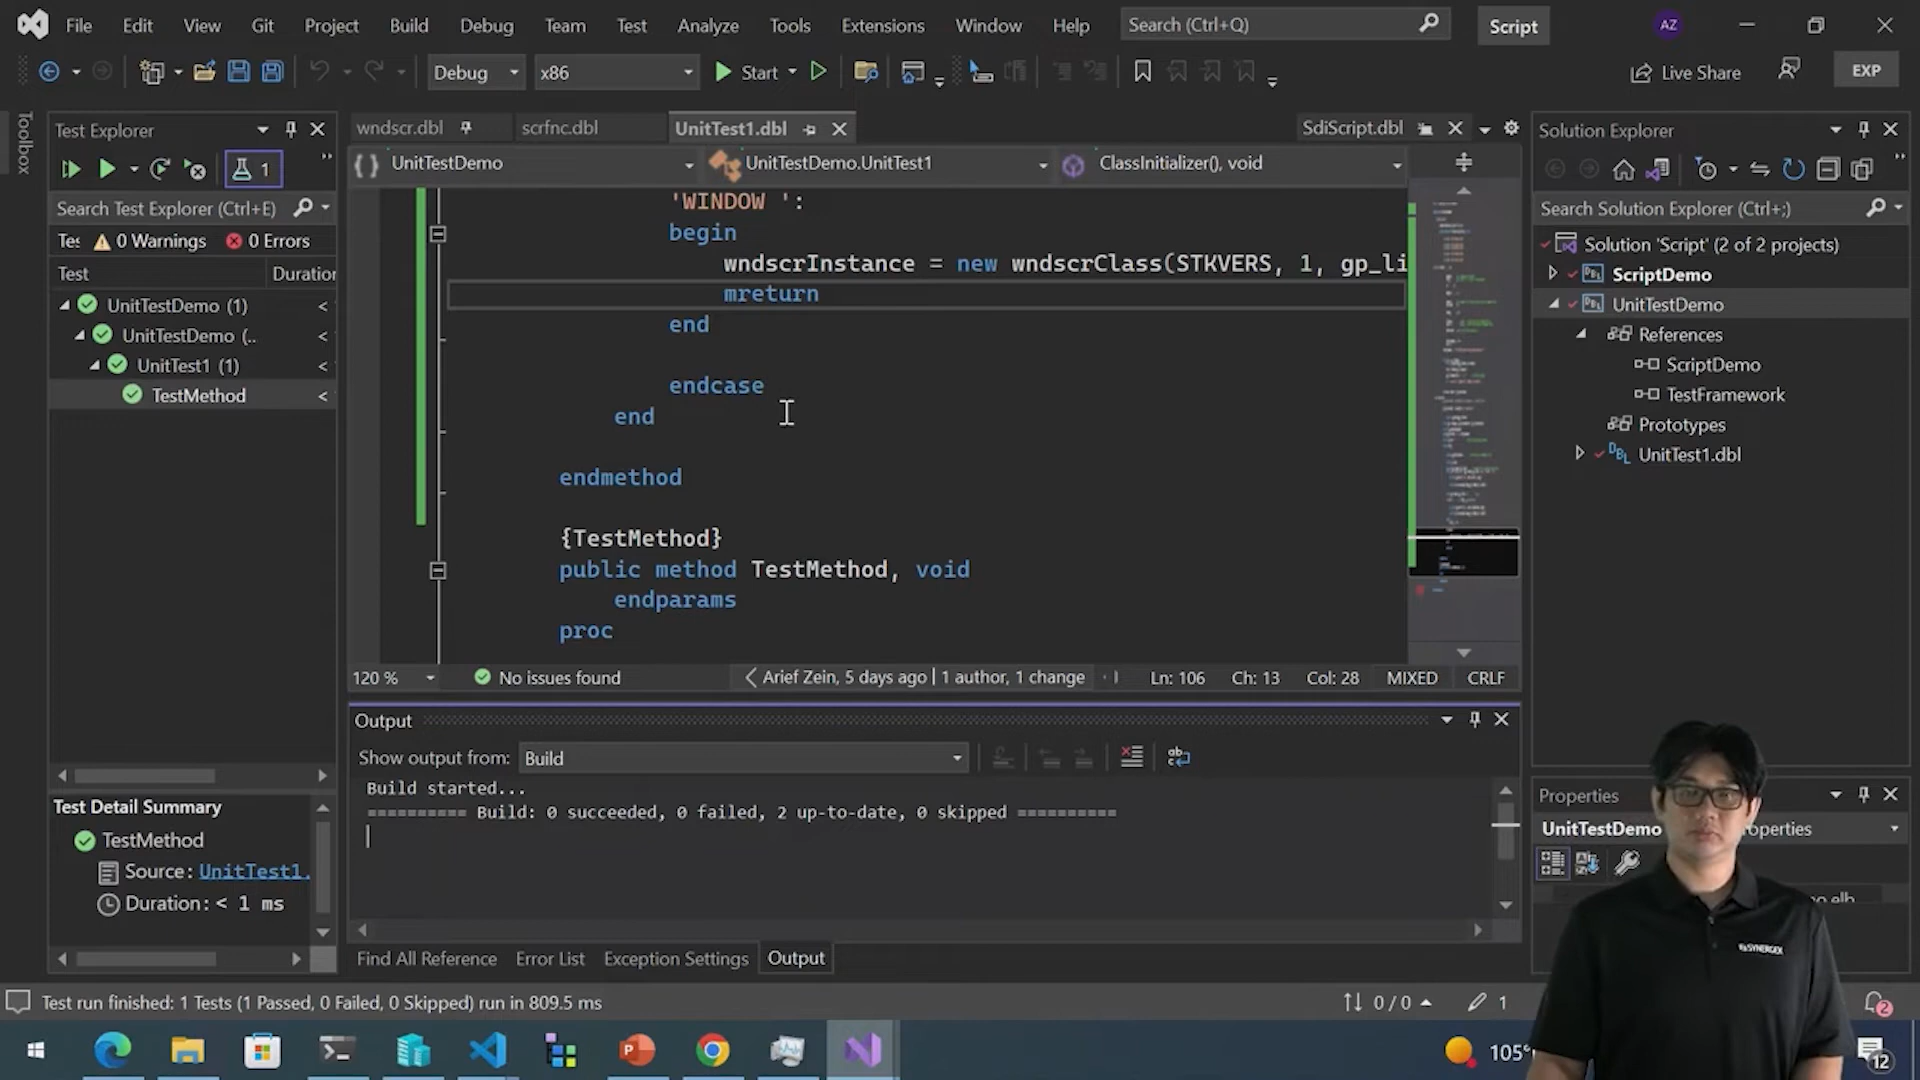 File Edit View Git Project Build Debug Team Test Analyze Tools Extensions Window Help Search (Ctrl+Q) Script AZ
Debug x86 Start Live Share EXP
Toolbox
Test Explorer
1
Search Test Explorer (Ctrl+E)
Tes 0 Warnings 0 Errors
Test Duration
UnitTestDemo (1) <
UnitTestDemo (.. <
UnitTest1 (1) <
TestMethod <
Test Detail Summary
TestMethod
Source: UnitTest1.
Duration: < 1 ms
wndscr.dbl scrfnc.dbl UnitTest1.dbl SdiScript.dbl
UnitTestDemo UnitTestDemo.UnitTest1 ClassInitializer(), void
'WINDOW ':
begin
wndscrInstance = new wndscrClass(STKVERS, 1, gp_li
mreturn
end
endcase
end
endmethod
{TestMethod}
public method TestMethod, void
endparams
proc
120 % No issues found Arief Zein, 5 days ago | 1 author, 1 change Ln: 106 Ch: 13 Col: 28 MIXED CRLF
Output
Show output from: Build
Build started...
========== Build: 0 succeeded, 0 failed, 2 up-to-date, 0 skipped ==========
Find All Reference Error List Exception Settings Output
Solution Explorer
Search Solution Explorer (Ctrl+;)
Solution 'Script' (2 of 2 projects)
ScriptDemo
UnitTestDemo
References
ScriptDemo
TestFramework
Prototypes
UnitTest1.dbl
Properties
UnitTestDemo roperties
SYNERGEX
Test run finished: 1 Tests (1 Passed, 0 Failed, 0 Skipped) run in 809.5 ms 0 / 0 1 2
105° 12